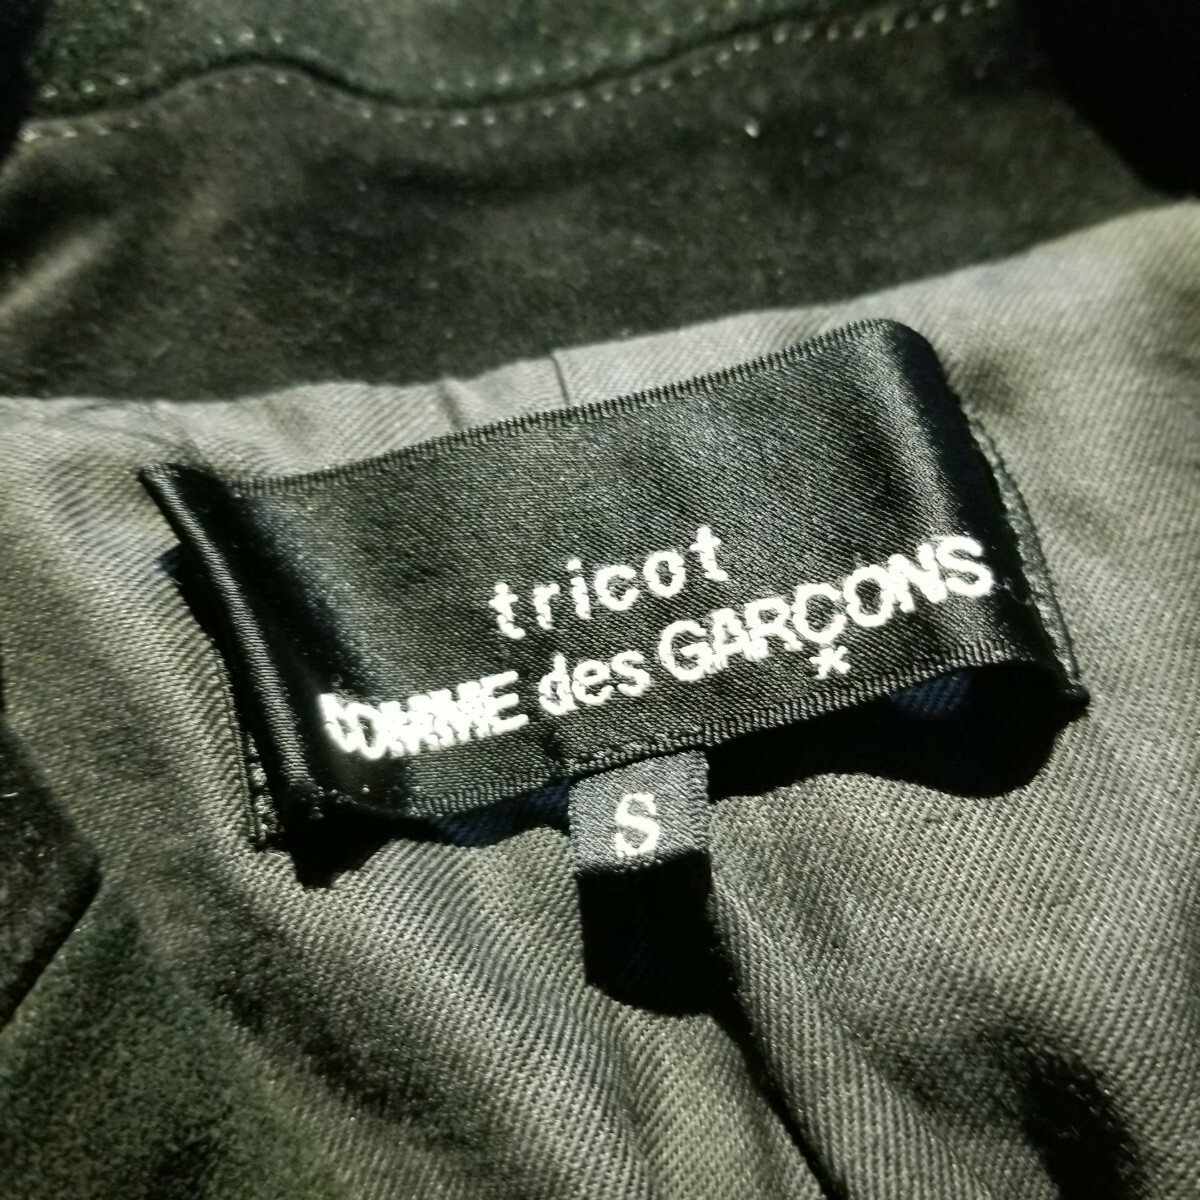 tricot
COMME des GARÇONS
*
S